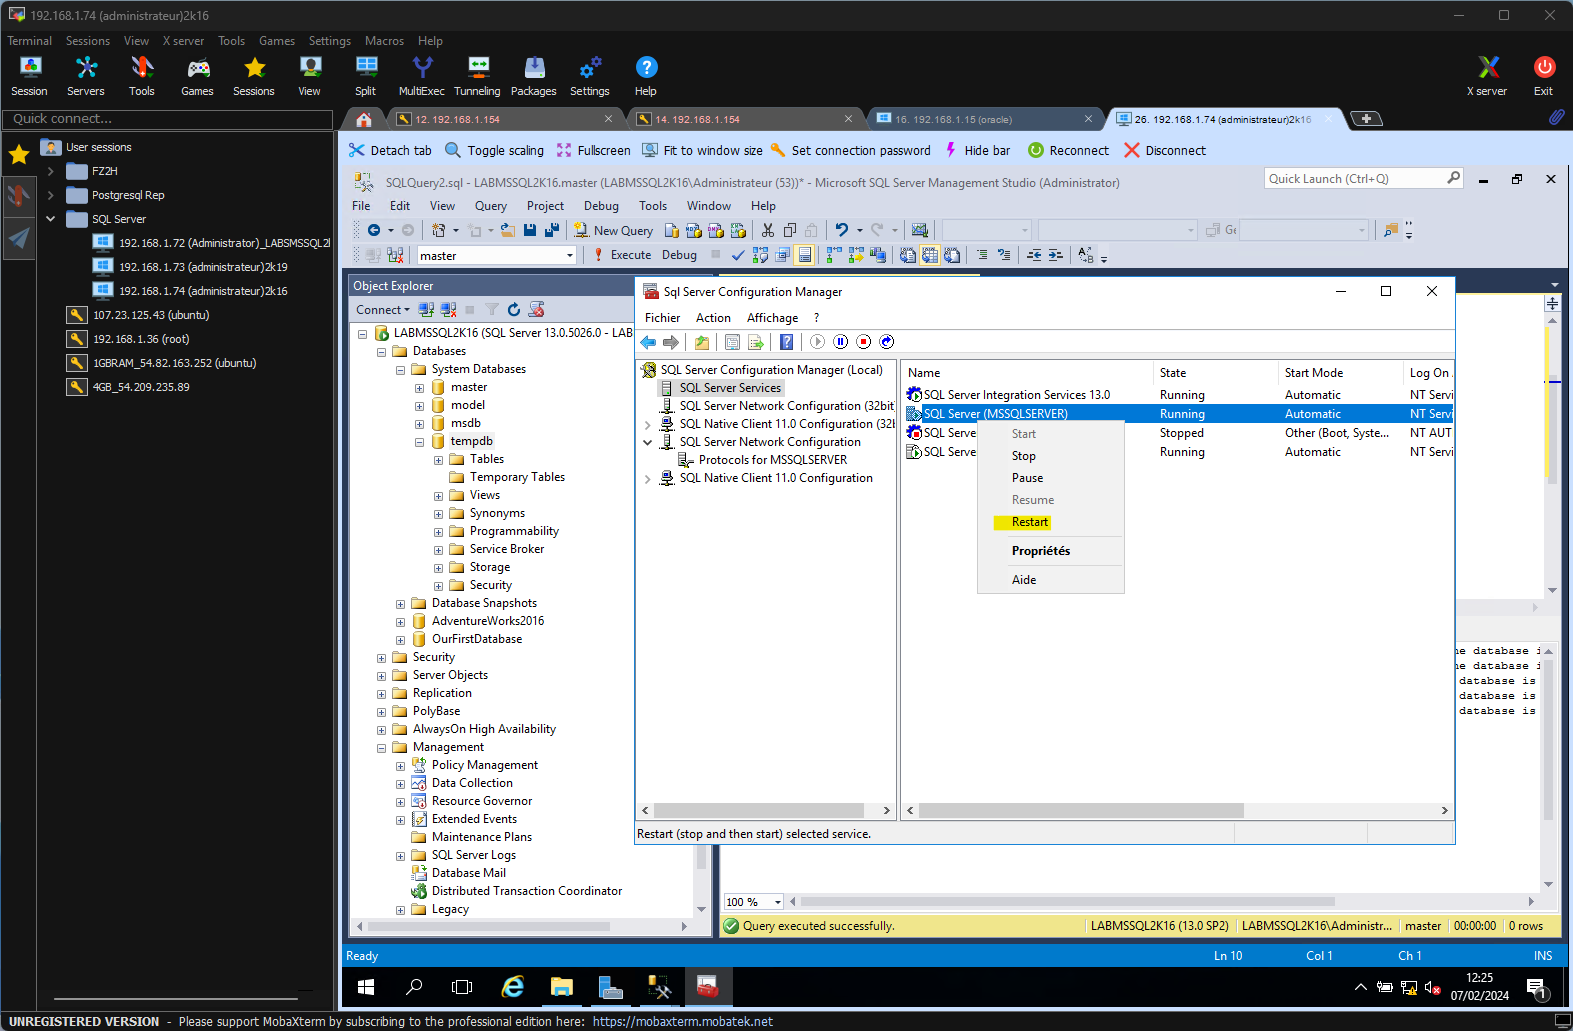 192.168.1.74 (administrateur)2k16
Terminal Sessions View X server Tools Games Settings Macros Help
Session Servers Tools Games Sessions View Split MultiExec Tunneling Packages Settings Help X server Exit
Quick connect...
12. 192.168.1.154
14. 192.168.1.154
16. 192.168.1.15 (oracle)
26. 192.168.1.74 (administrateur)2k16
Detach tab Toggle scaling Fullscreen Fit to window size Set connection password Hide bar Reconnect Disconnect
User sessions
FZ2H
Postgresql Rep
SQL Server
192.168.1.72 (Administrator)_LABSMSSQL2
192.168.1.73 (administrateur)2k19
192.168.1.74 (administrateur)2k16
107.23.125.43 (ubuntu)
192.168.1.36 (root)
1GBRAM_54.82.163.252 (ubuntu)
4GB_54.209.235.89
SQLQuery2.sql - LABMSSQL2K16.master (LABMSSQL2K16\Administrateur (53))* - Microsoft SQL Server Management Studio (Administrator)
Quick Launch (Ctrl+Q)
File Edit View Query Project Debug Tools Window Help
New Query
MDX DMX
master
Execute Debug
Object Explorer
Connect
LABMSSQL2K16 (SQL Server 13.0.5026.0 - LAB
Databases
System Databases
master
model
msdb
tempdb
Tables
Temporary Tables
Views
Synonyms
Programmability
Service Broker
Storage
Security
Database Snapshots
AdventureWorks2016
OurFirstDatabase
Security
Server Objects
Replication
PolyBase
AlwaysOn High Availability
Management
Policy Management
Data Collection
Resource Governor
Extended Events
Maintenance Plans
SQL Server Logs
Database Mail
Distributed Transaction Coordinator
Legacy
Sql Server Configuration Manager
Fichier Action Affichage ?
SQL Server Configuration Manager (Local)
SQL Server Services
SQL Server Network Configuration (32bit
SQL Native Client 11.0 Configuration (32
SQL Server Network Configuration
Protocols for MSSQLSERVER
SQL Native Client 11.0 Configuration
Name State Start Mode Log On
SQL Server Integration Services 13.0 Running Automatic NT Servi
SQL Server (MSSQLSERVER) Running Automatic NT Servi
SQL Serve Stopped Other (Boot, Syste... NT AUT
SQL Serve Running Automatic NT Servi
Start
Stop
Pause
Resume
Restart
Propriétés
Aide
Restart (stop and then start) selected service.
database i
database i
database is
database is
database is
100 %
Query executed successfully. LABMSSQL2K16 (13.0 SP2) LABMSSQL2K16\Administr... master 00:00:00 0 rows
Ready Ln 10 Col 1 Ch 1 INS
12:25
07/02/2024
1
UNREGISTERED VERSION - Please support MobaXterm by subscribing to the professional edition here: https://mobaxterm.mobatek.net